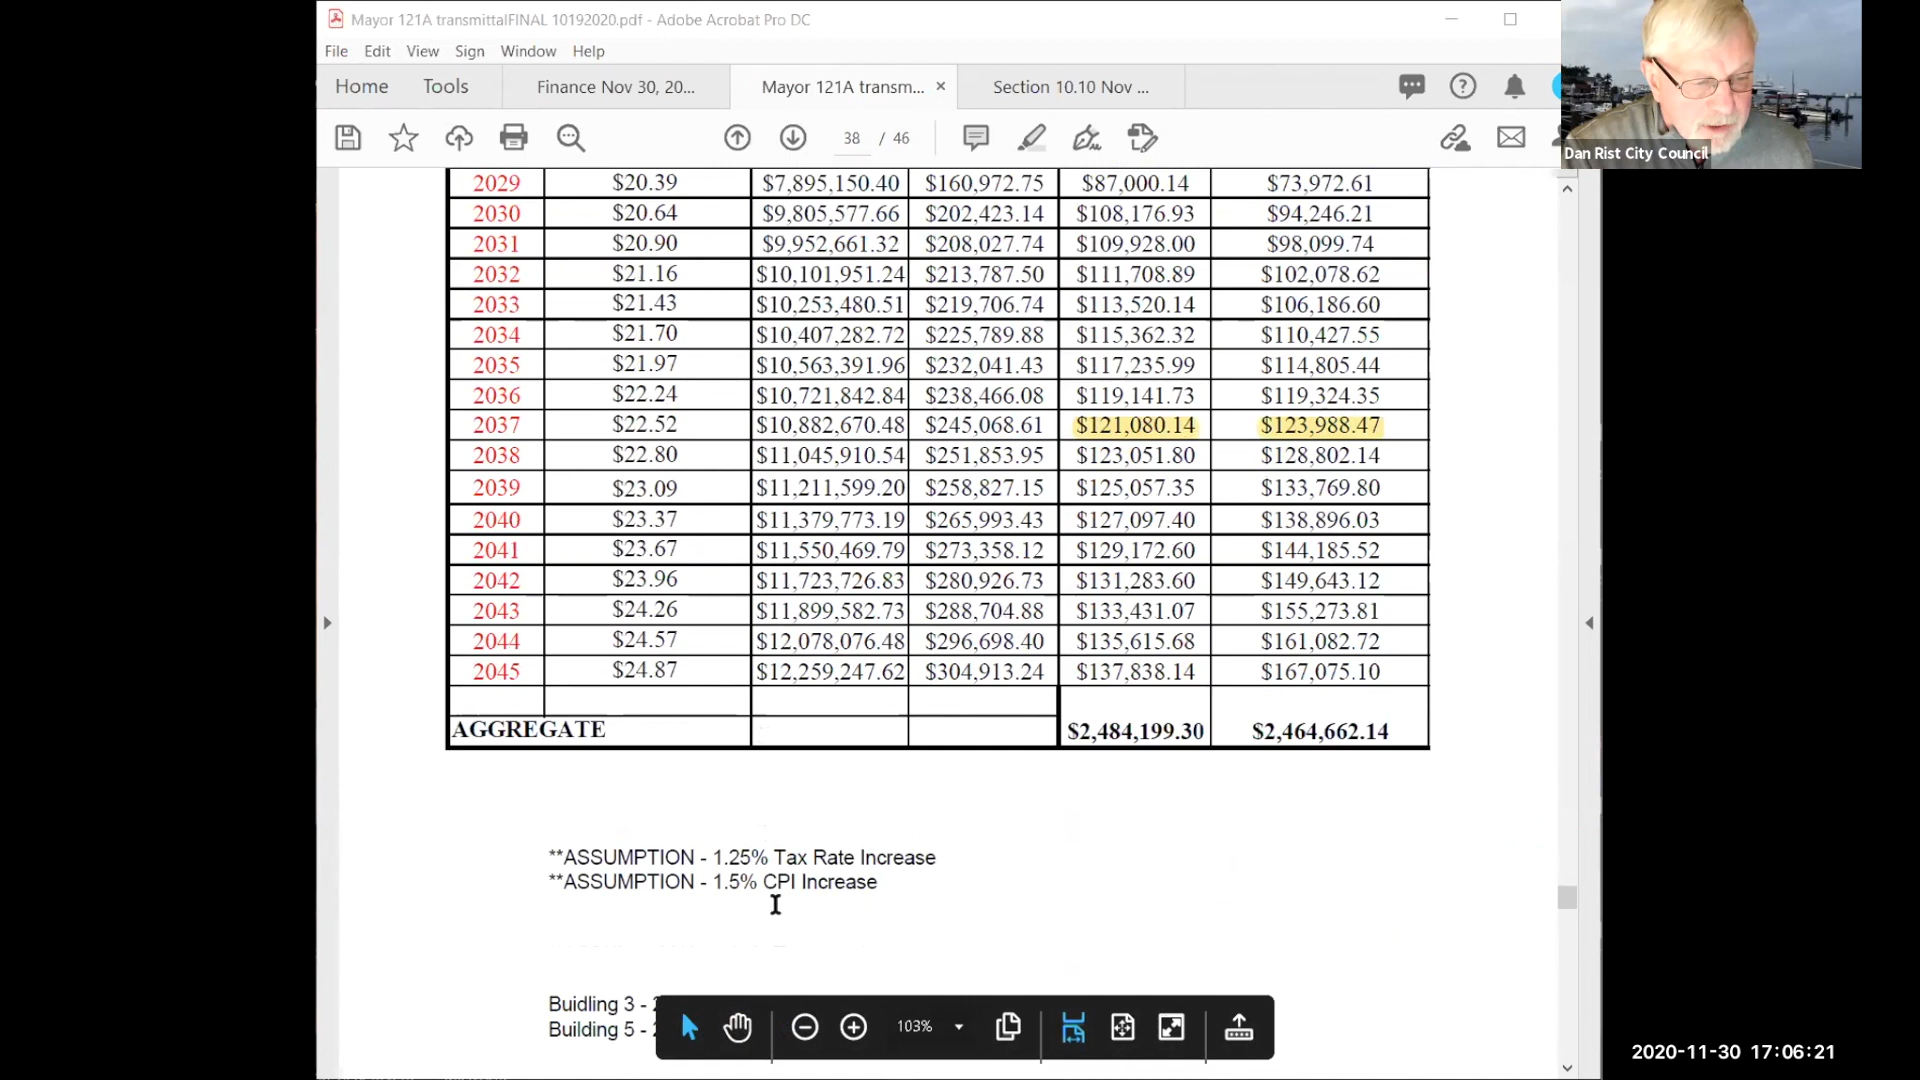 Mayor 121A transmittalFINAL 10192020.pdf - Adobe Acrobat Pro DC
File Edit View Sign Window Help
Home Tools Finance Nov 30, 20... Mayor 121A transm... × Section 10.10 Nov ...
38 / 46
Dan Rist City Council
2029 $20.39 $7,895,150.40 $160,972.75 $87,000.14 $73,972.61
2030 $20.64 $9,805,577.66 $202,423.14 $108,176.93 $94,246.21
2031 $20.90 $9,952,661.32 $208,027.74 $109,928.00 $98,099.74
2032 $21.16 $10,101,951.24 $213,787.50 $111,708.89 $102,078.62
2033 $21.43 $10,253,480.51 $219,706.74 $113,520.14 $106,186.60
2034 $21.70 $10,407,282.72 $225,789.88 $115,362.32 $110,427.55
2035 $21.97 $10,563,391.96 $232,041.43 $117,235.99 $114,805.44
2036 $22.24 $10,721,842.84 $238,466.08 $119,141.73 $119,324.35
2037 $22.52 $10,882,670.48 $245,068.61 $121,080.14 $123,988.47
2038 $22.80 $11,045,910.54 $251,853.95 $123,051.80 $128,802.14
2039 $23.09 $11,211,599.20 $258,827.15 $125,057.35 $133,769.80
2040 $23.37 $11,379,773.19 $265,993.43 $127,097.40 $138,896.03
2041 $23.67 $11,550,469.79 $273,358.12 $129,172.60 $144,185.52
2042 $23.96 $11,723,726.83 $280,926.73 $131,283.60 $149,643.12
2043 $24.26 $11,899,582.73 $288,704.88 $133,431.07 $155,273.81
2044 $24.57 $12,078,076.48 $296,698.40 $135,615.68 $161,082.72
2045 $24.87 $12,259,247.62 $304,913.24 $137,838.14 $167,075.10
AGGREGATE $2,484,199.30 $2,464,662.14
**ASSUMPTION - 1.25% Tax Rate Increase
**ASSUMPTION - 1.5% CPI Increase
Buidling 3 -
Building 5 -
103%
2020-11-30 17:06:21